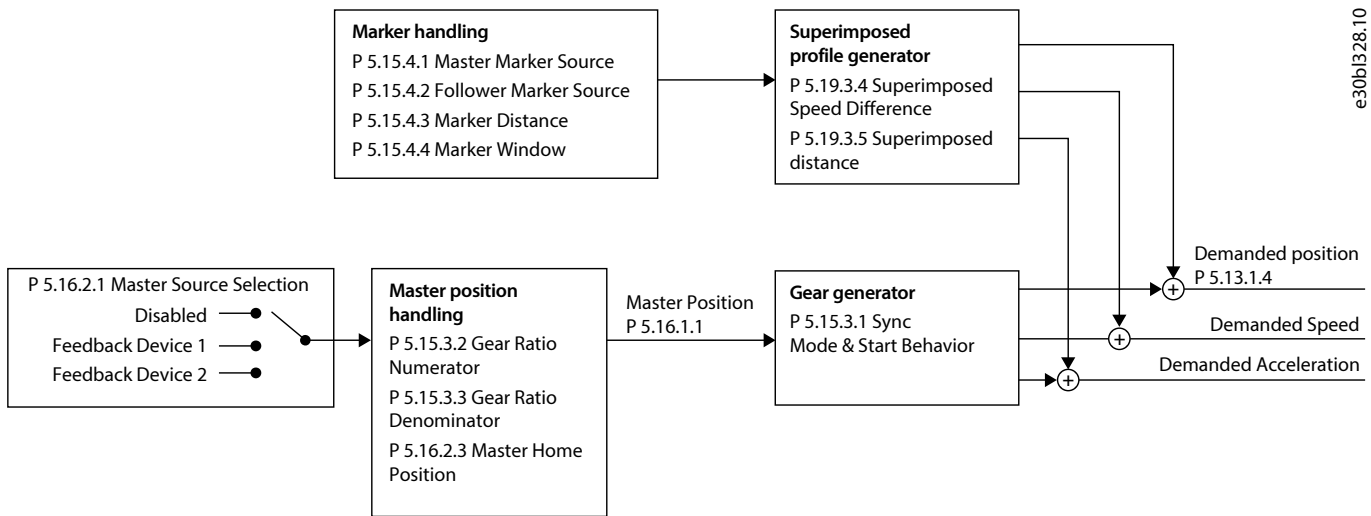 Marker handling
P 5.15.4.1 Master Marker Source
P 5.15.4.2 Follower Marker Source
P 5.15.4.3 Marker Distance
P 5.15.4.4 Marker Window
Superimposed
profile generator
P 5.19.3.4 Superimposed
Speed Difference
P 5.19.3.5 Superimposed
distance
e30bl328.10
P 5.16.2.1 Master Source Selection
Disabled
Feedback Device 1
Feedback Device 2
Master position
handling
P 5.15.3.2 Gear Ratio
Numerator
P 5.15.3.3 Gear Ratio
Denominator
P 5.16.2.3 Master Home
Position
Master Position
P 5.16.1.1
Gear generator
P 5.15.3.1 Sync
Mode & Start Behavior
+
+
+
Demanded position
P 5.13.1.4
Demanded Speed
Demanded Acceleration